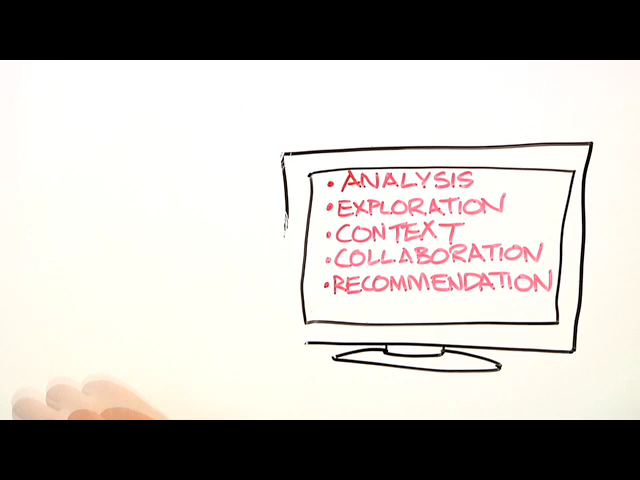 • ANALYSIS
• EXPLORATION
• CONTEXT
• COLLABORATION
• RECOMMENDATION